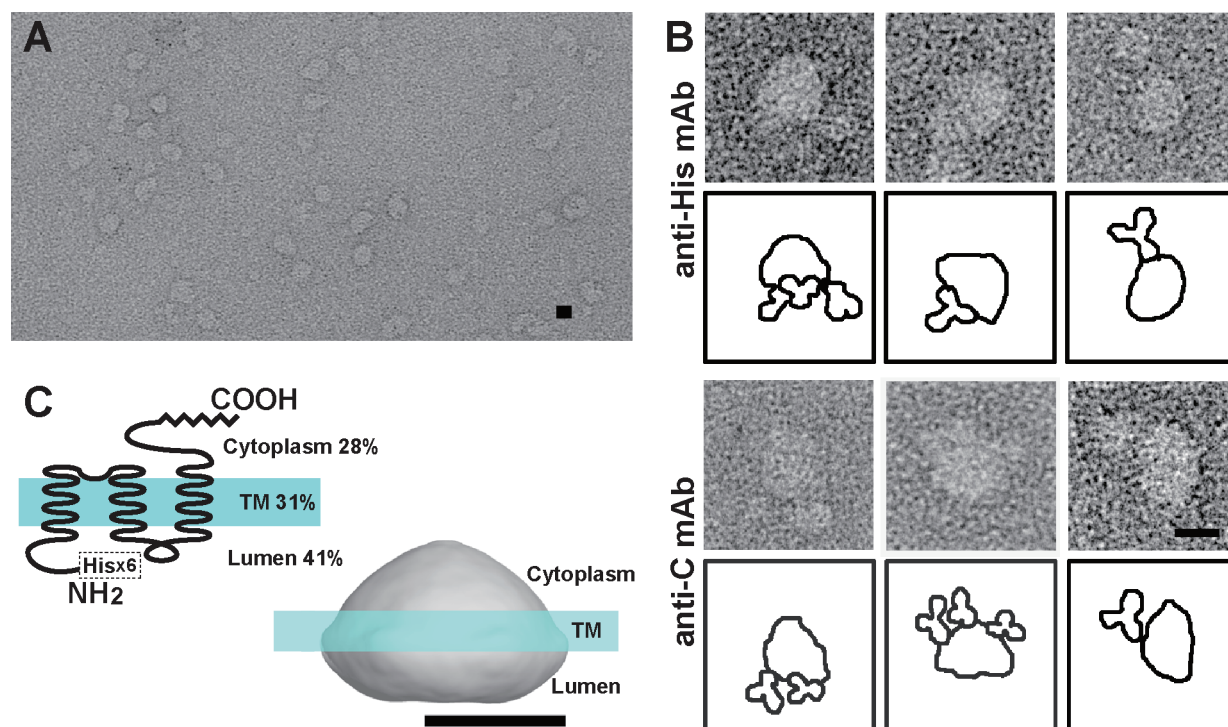 A
B
anti-His mAb
anti-C mAb
C
COOH
Cytoplasm 28%
TM 31%
Lumen 41%
Hisx6
NH2
Cytoplasm
TM
Lumen